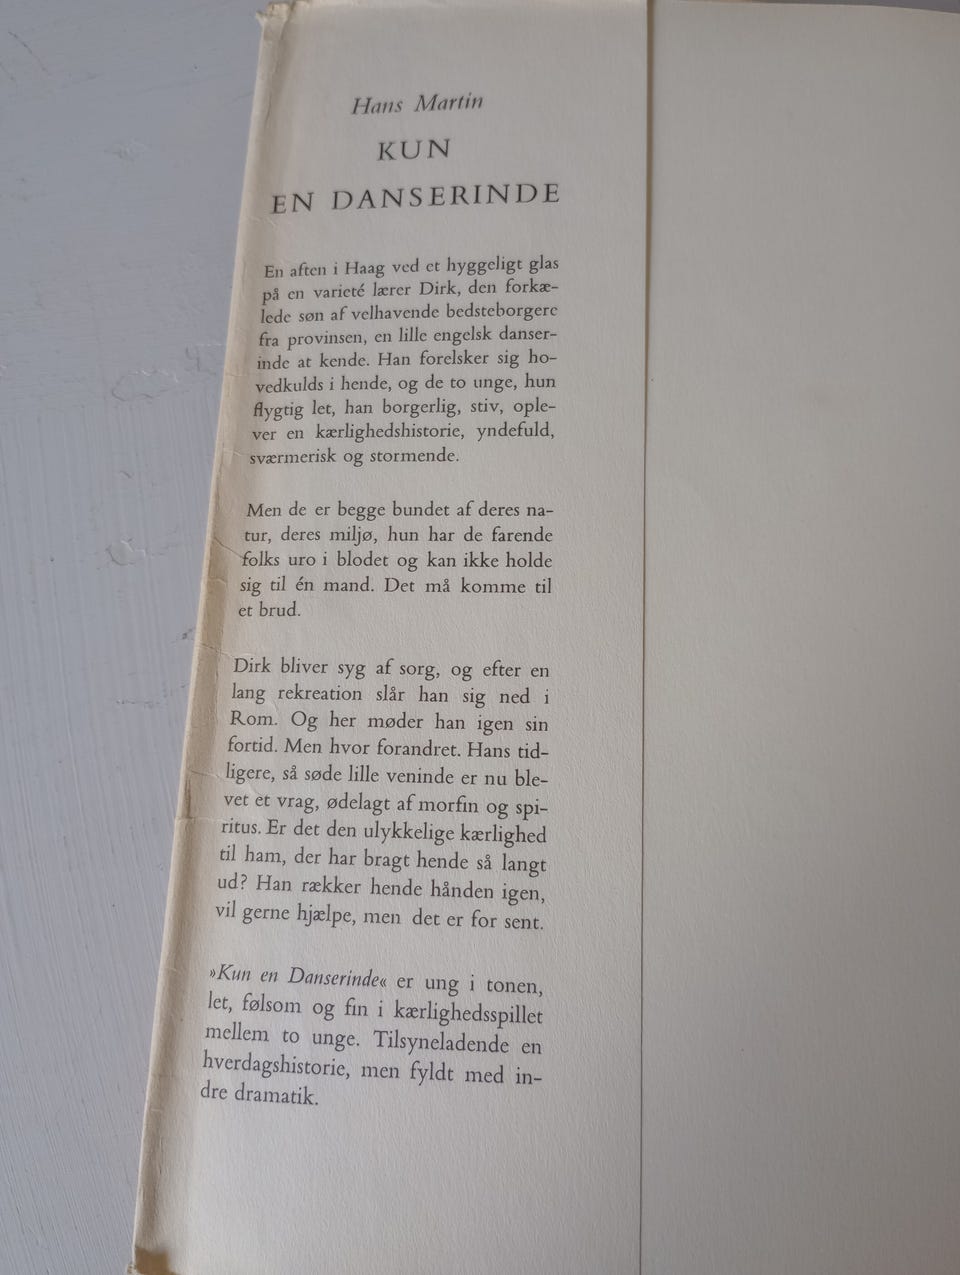 Hans Martin
KUN
EN DANSERINDE
En aften i Haag ved et hyggeligt glas
på en varieté lærer Dirk, den forkæ-
lede søn af velhavende bedsteborgere
fra provinsen, en lille engelsk danser-
inde at kende. Han forelsker sig ho-
vedkulds i hende, og de to unge, hun
flygtig let, han borgerlig, stiv, ople-
ver en kærlighedshistorie, yndefuld,
sværmerisk og stormende.
Men de er begge bundet af deres na-
tur, deres miljø, hun har de farende
folks uro i blodet og kan ikke holde
sig til én mand. Det må komme til
et brud.
Dirk bliver syg af sorg, og efter en
lang rekreation slår han sig ned i
Rom. Og her møder han igen sin
fortid. Men hvor forandret. Hans tid-
ligere, så søde lille veninde er nu ble-
vet et vrag, ødelagt af morfin og spi-
ritus. Er det den ulykkelige kærlighed
til ham, der har bragt hende så langt
ud? Han rækker hende hånden igen,
vil gerne hjælpe, men det er for sent.
»Kun en Danserinde« er ung i tonen,
let, følsom og fin i kærlighedsspillet
mellem to unge. Tilsyneladende en
hverdagshistorie, men fyldt med in-
dre dramatik.